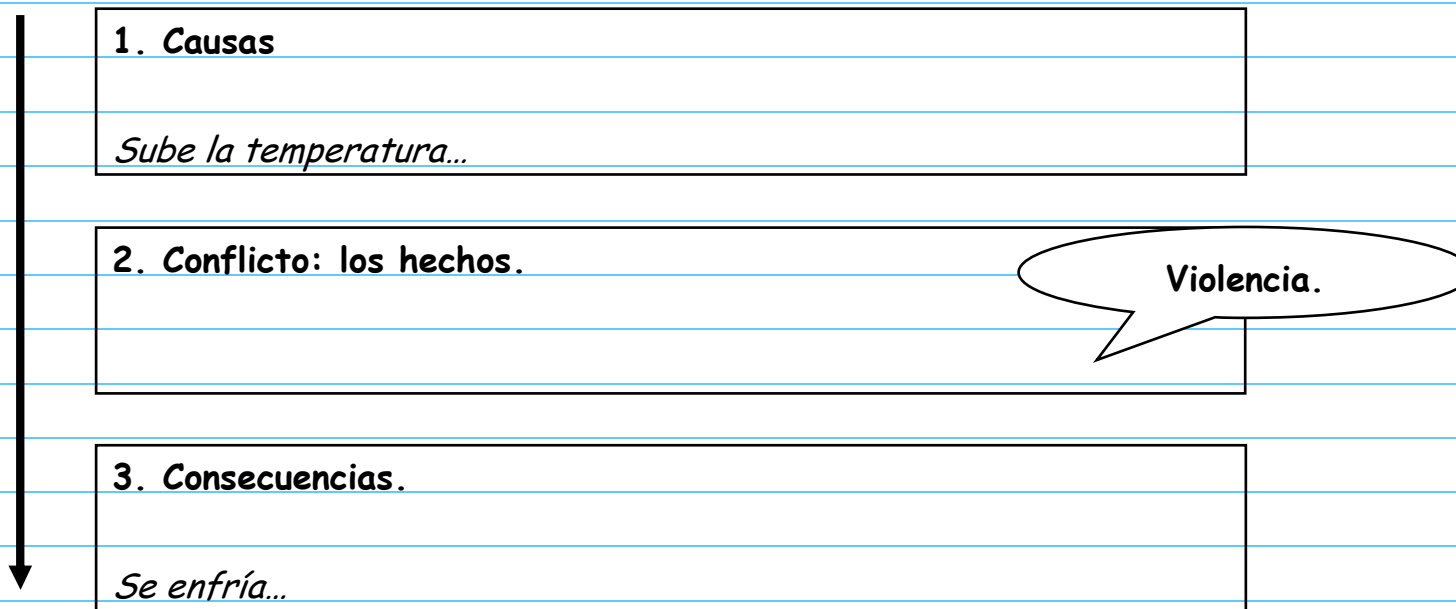 1. Causas
Sube la temperatura…
2. Conflicto: los hechos.
Violencia.
3. Consecuencias.
Se enfría…